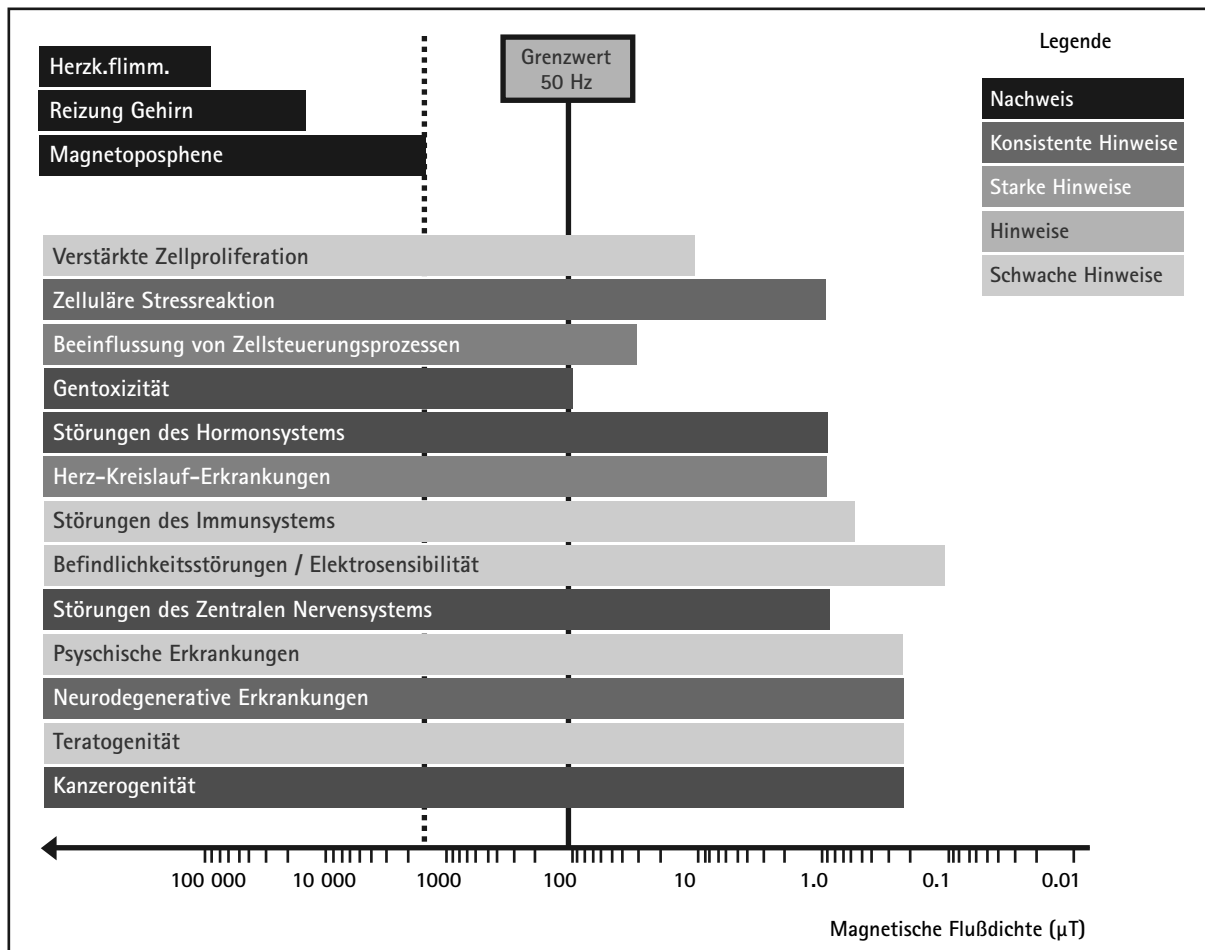 Herzk.flimm.
Reizung Gehirn
Magnetoposphene
Grenzwert
50 Hz
Legende
Nachweis
Konsistente Hinweise
Starke Hinweise
Hinweise
Schwache Hinweise
Verstärkte Zellproliferation
Zelluläre Stressreaktion
Beeinflussung von Zellsteuerungsprozessen
Gentoxizität
Störungen des Hormonsystems
Herz-Kreislauf-Erkrankungen
Störungen des Immunsystems
Befindlichkeitsstörungen / Elektrosensibilität
Störungen des Zentralen Nervensystems
Psyschische Erkrankungen
Neurodegenerative Erkrankungen
Teratogenität
Kanzerogenität
100 000 10 000 1000 100 10 1.0 0.1 0.01
Magnetische Flußdichte (µT)